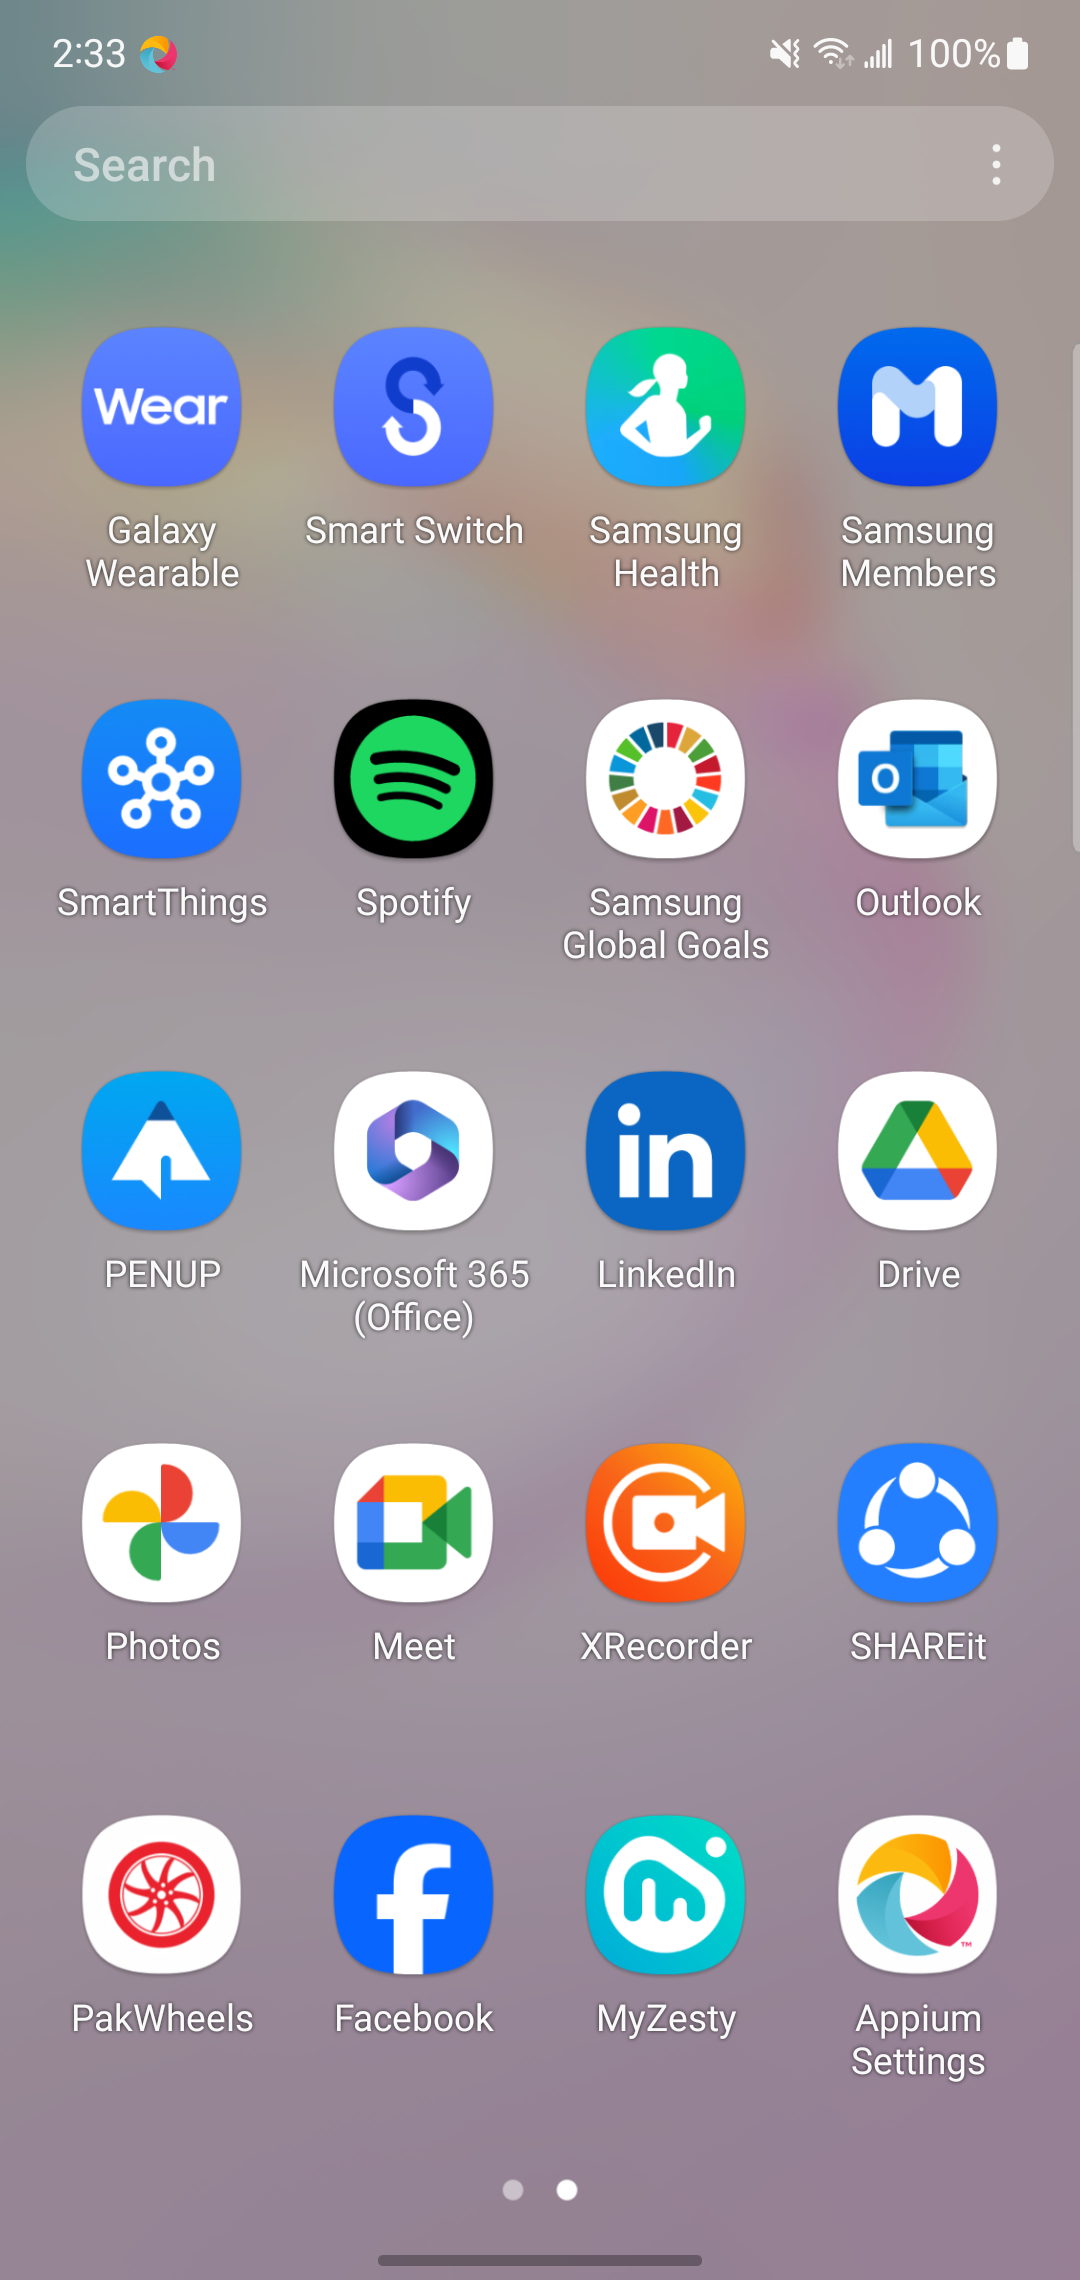 2:33 100%
Search
Wear
Galaxy Wearable
Smart Switch
Samsung Health
Samsung Members
SmartThings
Spotify
Samsung Global Goals
O
Outlook
PENUP
Microsoft 365 (Office)
in
LinkedIn
Drive
Photos
Meet
XRecorder
SHAREit
PakWheels
f
Facebook
m
MyZesty
TM
Appium Settings